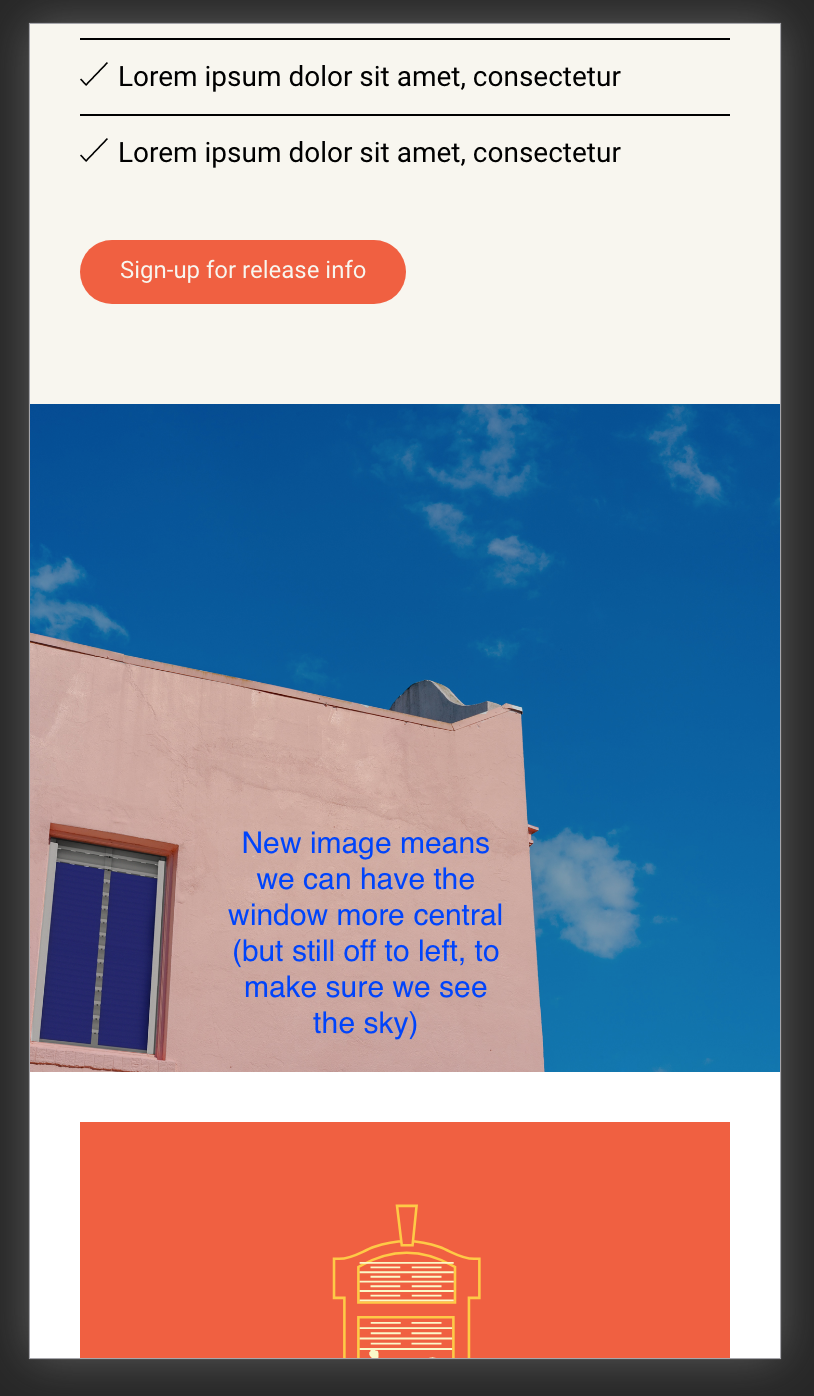 Lorem ipsum dolor sit amet, consectetur
Lorem ipsum dolor sit amet, consectetur
Sign-up for release info
New image means
we can have the
window more central
(but still off to left, to
make sure we see
the sky)